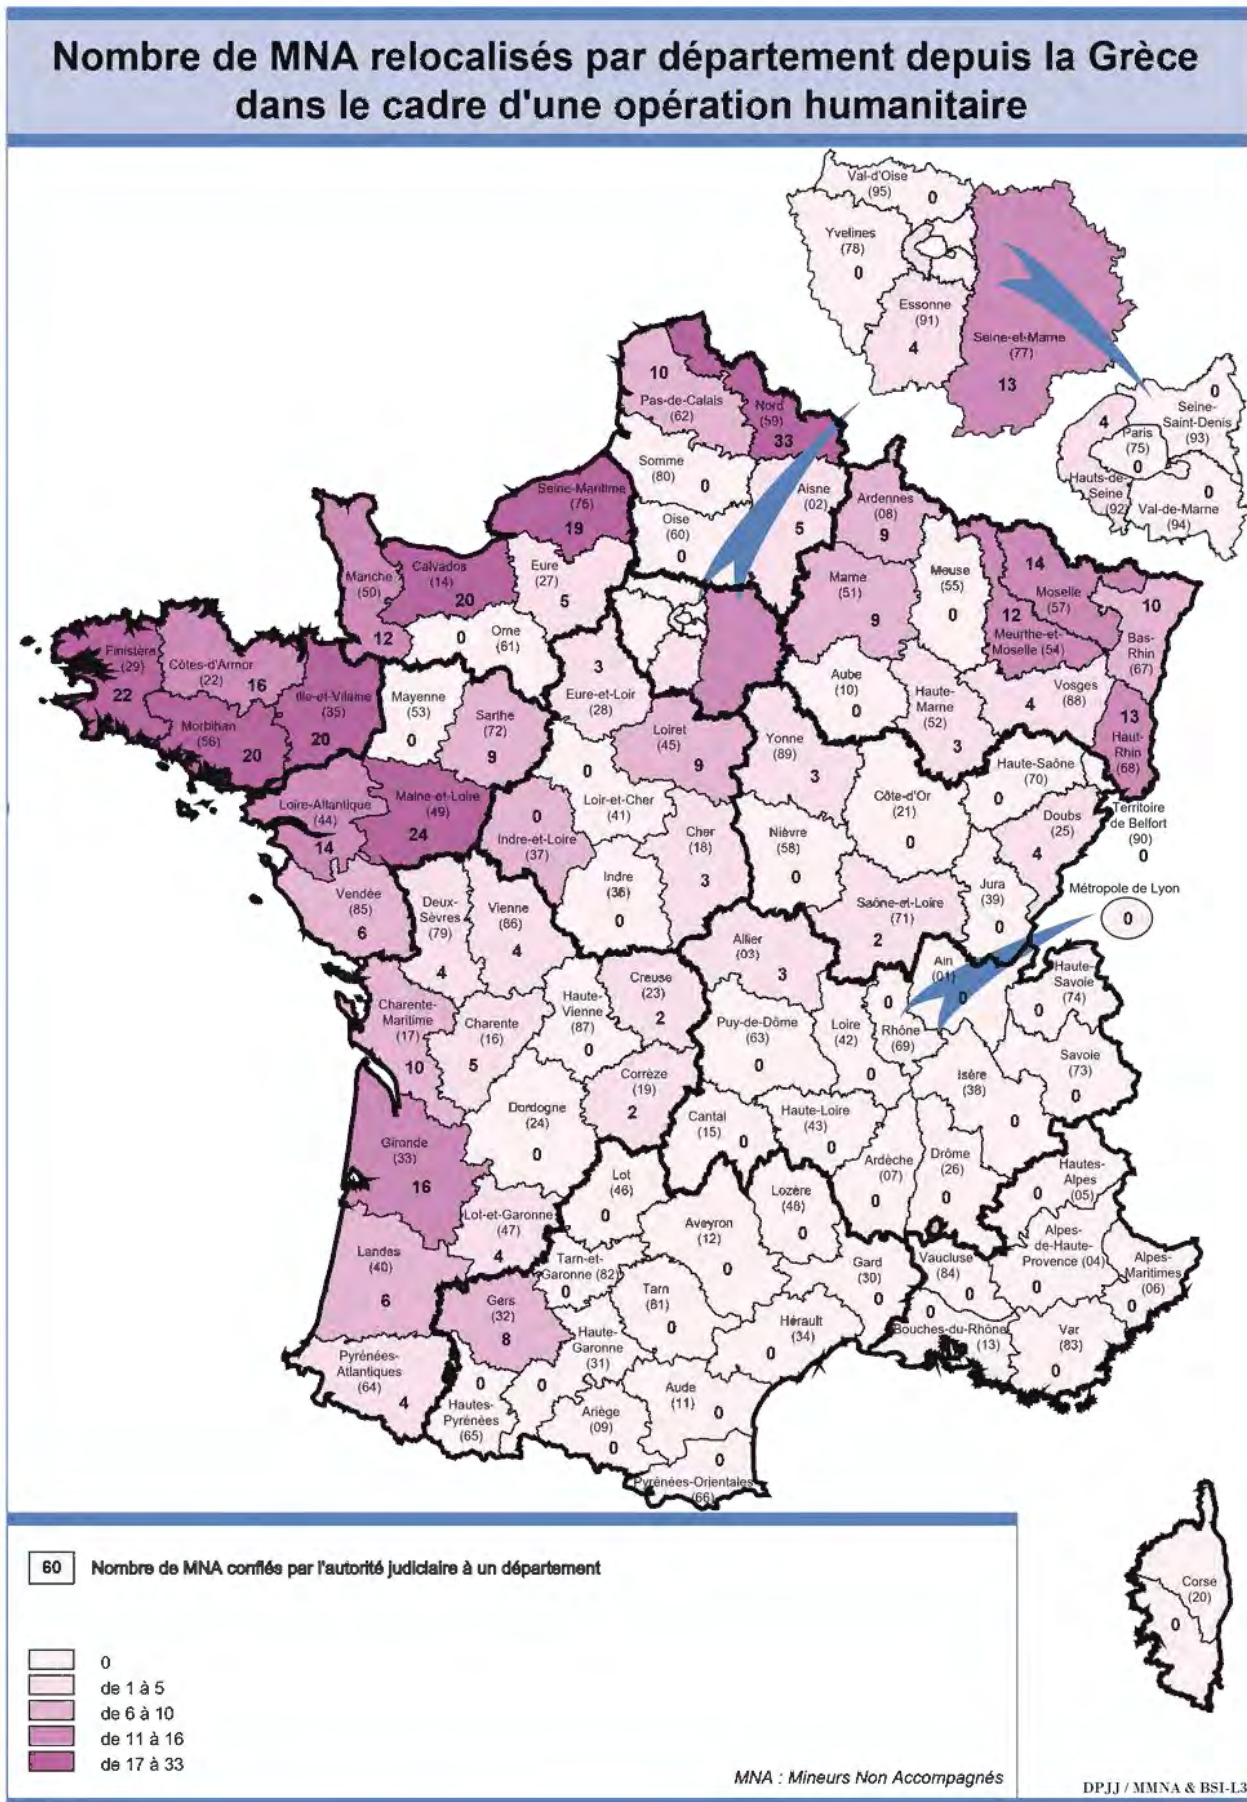 Nombre de MNA relocalisés par département depuis la Grèce
dans le cadre d'une opération humanitaire
Val-d'Oise
(95)
0
Yvelines
(78)
0
Essonne
(91)
4
Seine-et-Marne
(77)
13
0
Seine-
Saint-Denis
(93)
4
Paris
(75)
0
Hauts-de-
Seine
(92)
0
Val-de-Marne
(94)
10
Pas-de-Calais
(62)
Nord
(59)
33
Somme
(80)
0
Aisne
(02)
5
Oise
(60)
0
Seine-Maritime
(76)
19
Eure
(27)
5
Ardennes
(08)
9
Marne
(51)
9
Meuse
(55)
0
14
Moselle
(57)
12
Meurthe-et-
Moselle (54)
10
Bas-
Rhin
(67)
Manche
(50)
12
Calvados
(14)
20
0
Orne
(61)
Finistère
(29)
22
Côtes-d'Armor
(22)
16
Ille-et-Vilaine
(35)
20
Morbihan
(56)
20
Mayenne
(53)
0
Sarthe
(72)
9
3
Eure-et-Loir
(28)
Loiret
(45)
9
Yonne
(89)
3
Aube
(10)
0
Haute-
Marne
(52)
3
Vosges
(88)
4
13
Haut-
Rhin
(68)
Loire-Atlantique
(44)
14
Maine-et-Loire
(49)
24
0
Indre-et-Loire
(37)
0
Loir-et-Cher
(41)
Cher
(18)
3
Indre
(36)
0
Nièvre
(58)
0
Côte-d'Or
(21)
0
Haute-Saône
(70)
0
Doubs
(25)
4
Territoire
de Belfort
(90)
0
Jura
(39)
0
Saône-et-Loire
(71)
2
Métropole de Lyon
0
Vendée
(85)
6
Deux-
Sèvres
(79)
4
Vienne
(86)
4
Allier
(03)
3
Ain
(01)
0
Haute-
Savoie
(74)
0
Charente-
Maritime
(17)
10
Charente
(16)
5
Haute-
Vienne
(87)
0
Creuse
(23)
2
Corrèze
(19)
2
Puy-de-Dôme
(63)
0
Loire
(42)
0
0
Rhône
(69)
Isère
(38)
0
Savoie
(73)
0
Gironde
(33)
16
Dordogne
(24)
0
Cantal
(15)
0
Haute-Loire
(43)
0
Ardèche
(07)
0
Drôme
(26)
0
Hautes-
Alpes
(05)
0
Lot-et-Garonne
(47)
4
Lot
(46)
0
Aveyron
(12)
0
Lozère
(48)
0
Gard
(30)
0
Vaucluse
(84)
0
Alpes-
de-Haute-
Provence (04)
0
Alpes-
Maritimes
(06)
0
Landes
(40)
6
Gers
(32)
8
Tarn-et-
Garonne (82)
0
Tarn
(81)
0
Hérault
(34)
0
0
Bouches-du-Rhône
(13)
Var
(83)
0
Pyrénées-
Atlantiques
(64)
4
0
Hautes-
Pyrénées
(65)
Haute-
Garonne
(31)
0
Ariège
(09)
0
Aude
(11)
0
0
Pyrénées-Orientales
(66)
Corse
(20)
0
60 Nombre de MNA confiés par l'autorité judiciaire à un département
0
de 1 à 5
de 6 à 10
de 11 à 16
de 17 à 33
MNA : Mineurs Non Accompagnés
DPJJ / MMNA & BSI-L3